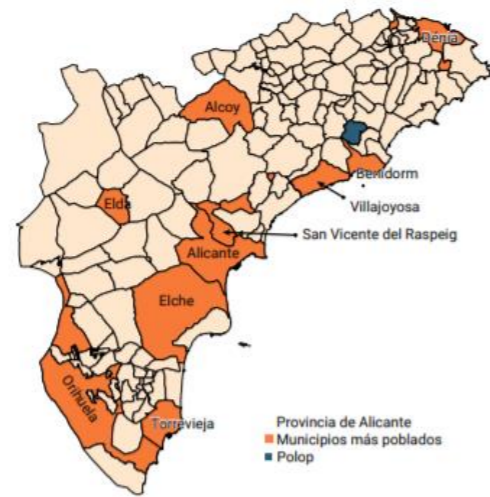 Dénia
Alcoy
Benidorm
Elda
Villajoyosa
San Vicente del Raspeig
Alicante
Elche
Orihuela
Torrevieja
Provincia de Alicante
Municipios más poblados
Polop